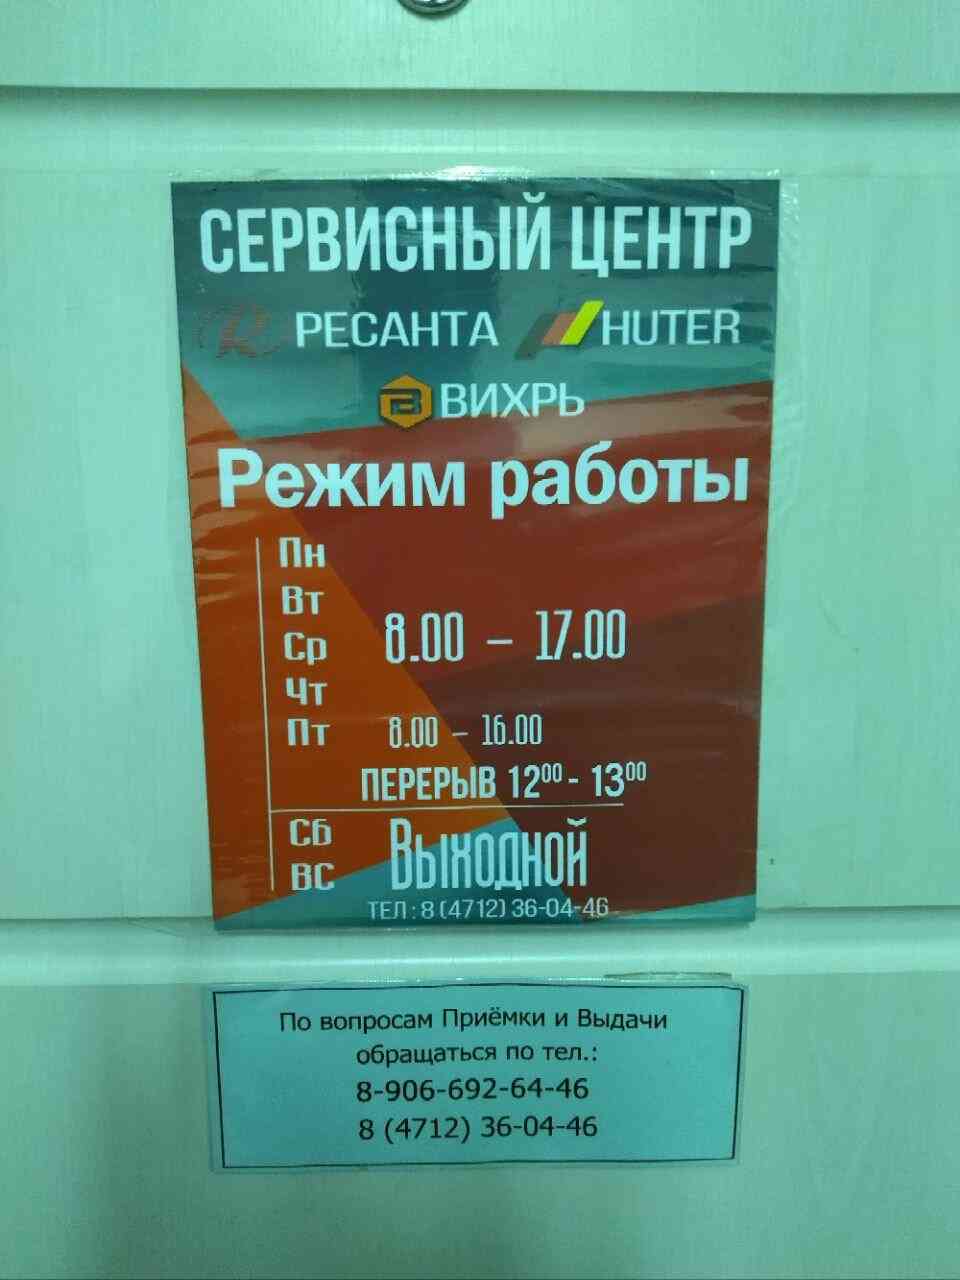 СЕРВИСНЫЙ ЦЕНТР
РЕСАНТА HUTER
ВИХРЬ
Режим работы
Пн
Вт
Ср 8.00 – 17.00
Чт
Пт 8.00 – 16.00
ПЕРЕРЫВ 12⁰⁰ - 13⁰⁰
Сб
ВС Выходной
ТЕЛ : 8 (4712) 36-04-46
По вопросам Приёмки и Выдачи
обращаться по тел.:
8-906-692-64-46
8 (4712) 36-04-46